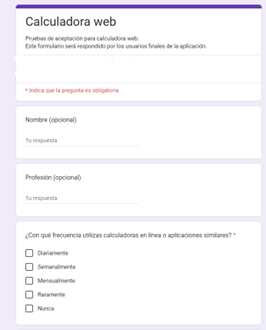 Calculadora web
Pruebas de aceptación para calculadora web.
Este formulario será respondido por los usuarios finales de la aplicación.
* Indica que la pregunta es obligatoria
Nombre (opcional)
Tu respuesta
Profesión (opcional)
Tu respuesta
¿Con qué frecuencia utilizas calculadoras en línea o aplicaciones similares? *
Diariamente
Semanalmente
Mensualmente
Raramente
Nunca